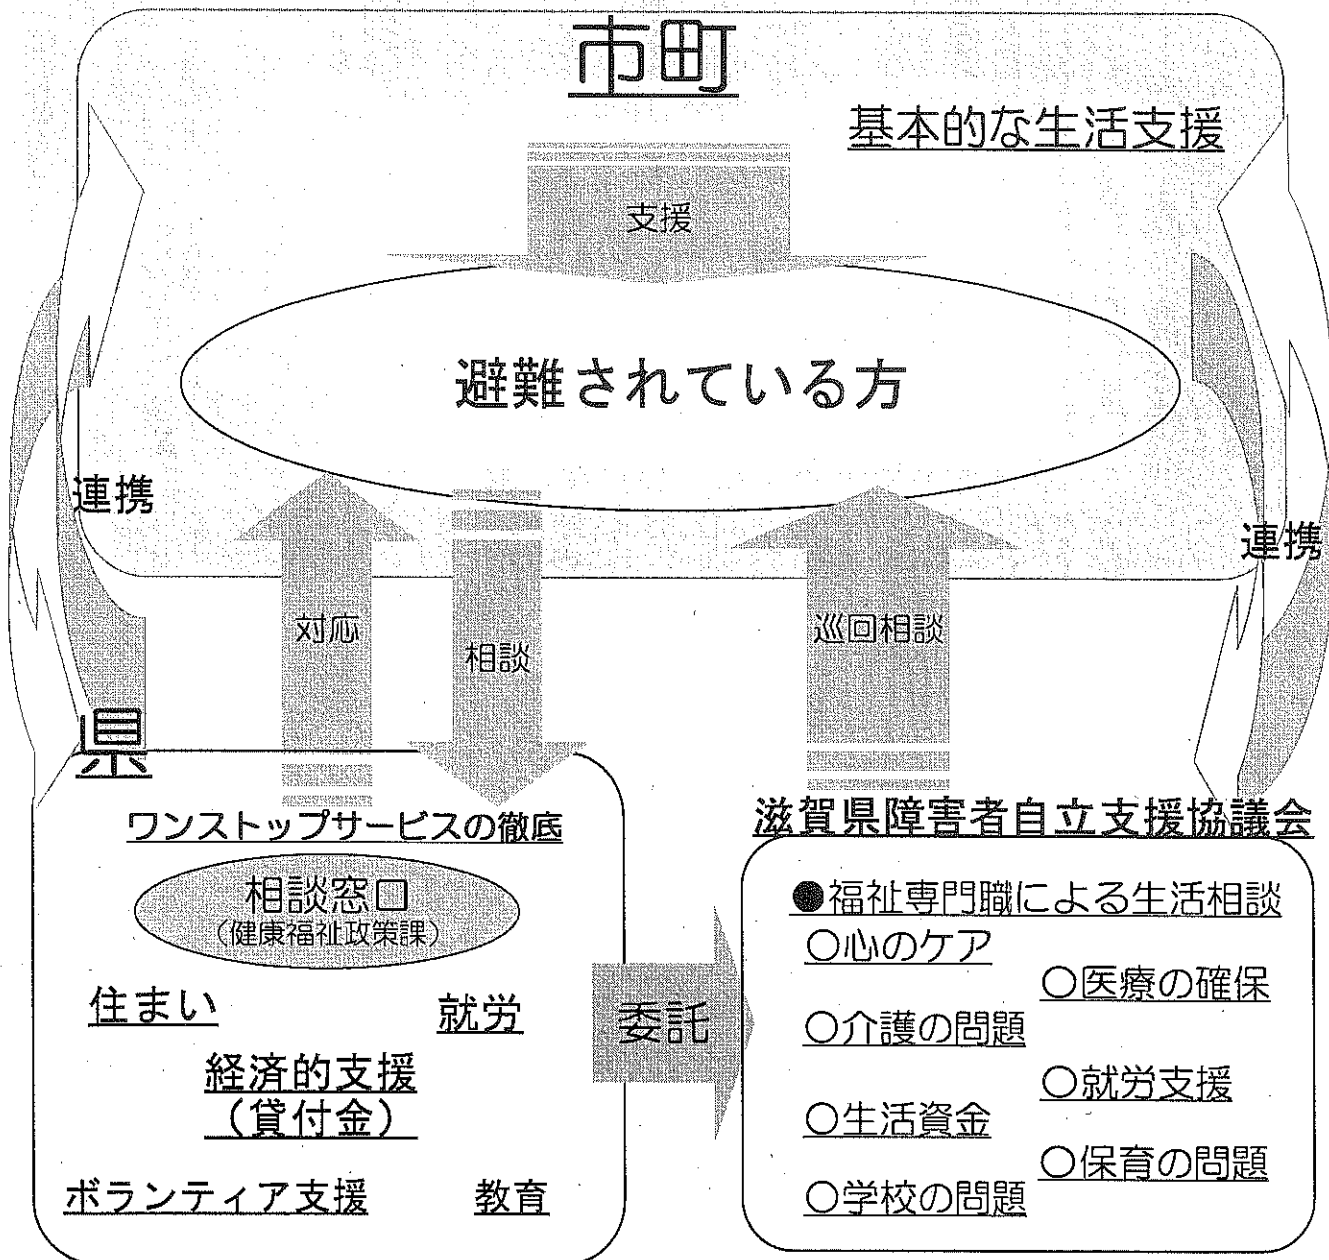 市町
基本的な生活支援
支援
避難されている方
連携
連携
対応
相談
巡回相談
県
ワンストップサービスの徹底
相談窓口
（健康福祉政策課）
住まい
就労
経済的支援
（貸付金）
ボランティア支援
教育
委託
滋賀県障害者自立支援協議会
●福祉専門職による生活相談
○心のケア
○医療の確保
○介護の問題
○就労支援
○生活資金
○保育の問題
○学校の問題